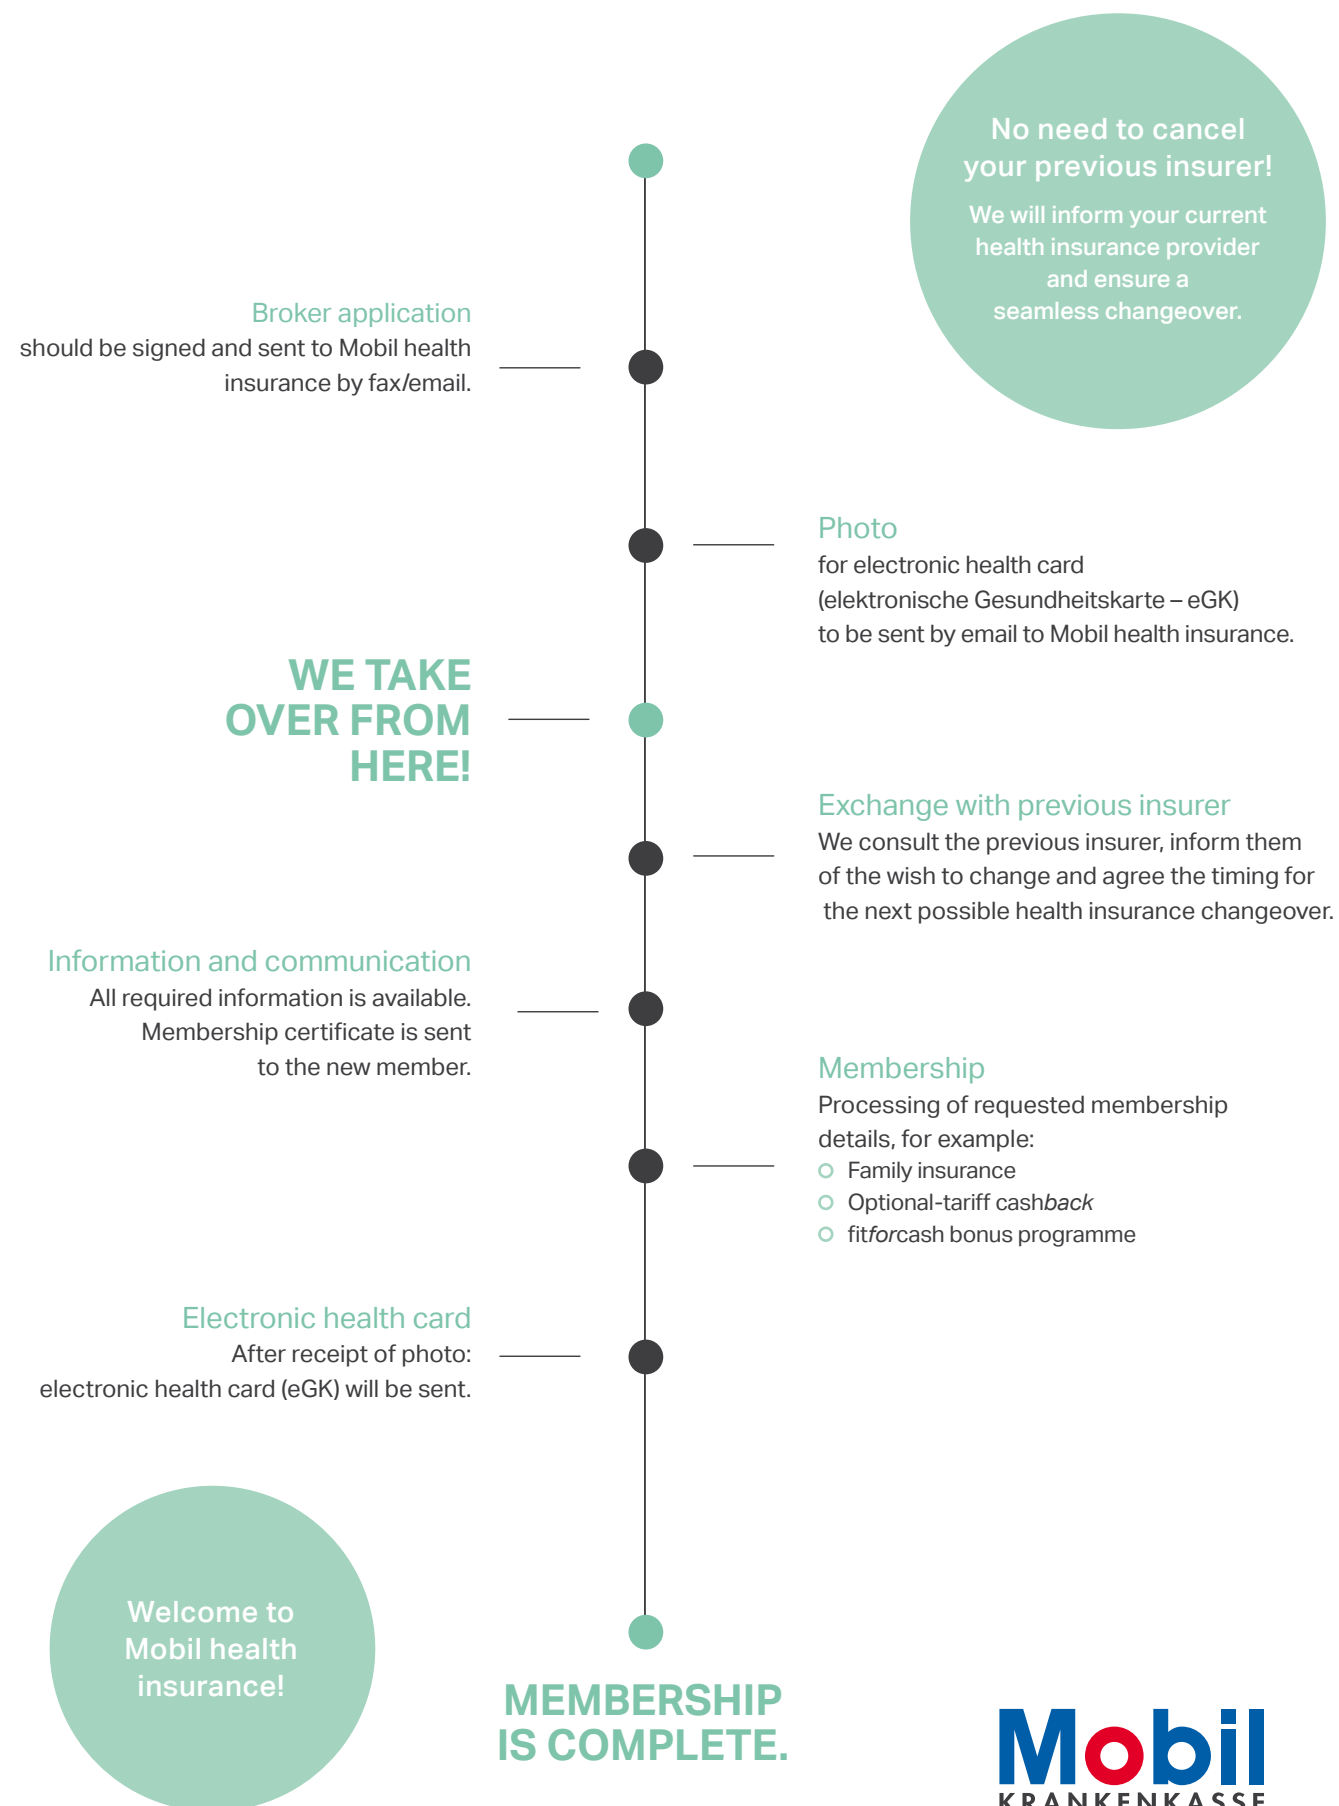 No need to cancel
your previous insurer!
We will inform your current
health insurance provider
and ensure a
seamless changeover.
Broker application
should be signed and sent to Mobil health
insurance by fax/email.
Photo
for electronic health card
(elektronische Gesundheitskarte – eGK)
to be sent by email to Mobil health insurance.
WE TAKE
OVER FROM
HERE!
Exchange with previous insurer
We consult the previous insurer, inform them
of the wish to change and agree the timing for
the next possible health insurance changeover.
Information and communication
All required information is available.
Membership certificate is sent
to the new member.
Membership
Processing of requested membership
details, for example:
Family insurance
Optional-tariff cashback
fitforcash bonus programme
Electronic health card
After receipt of photo:
electronic health card (eGK) will be sent.
Welcome to
Mobil health
insurance!
MEMBERSHIP
IS COMPLETE.
Mobil
KRANKENKASSE